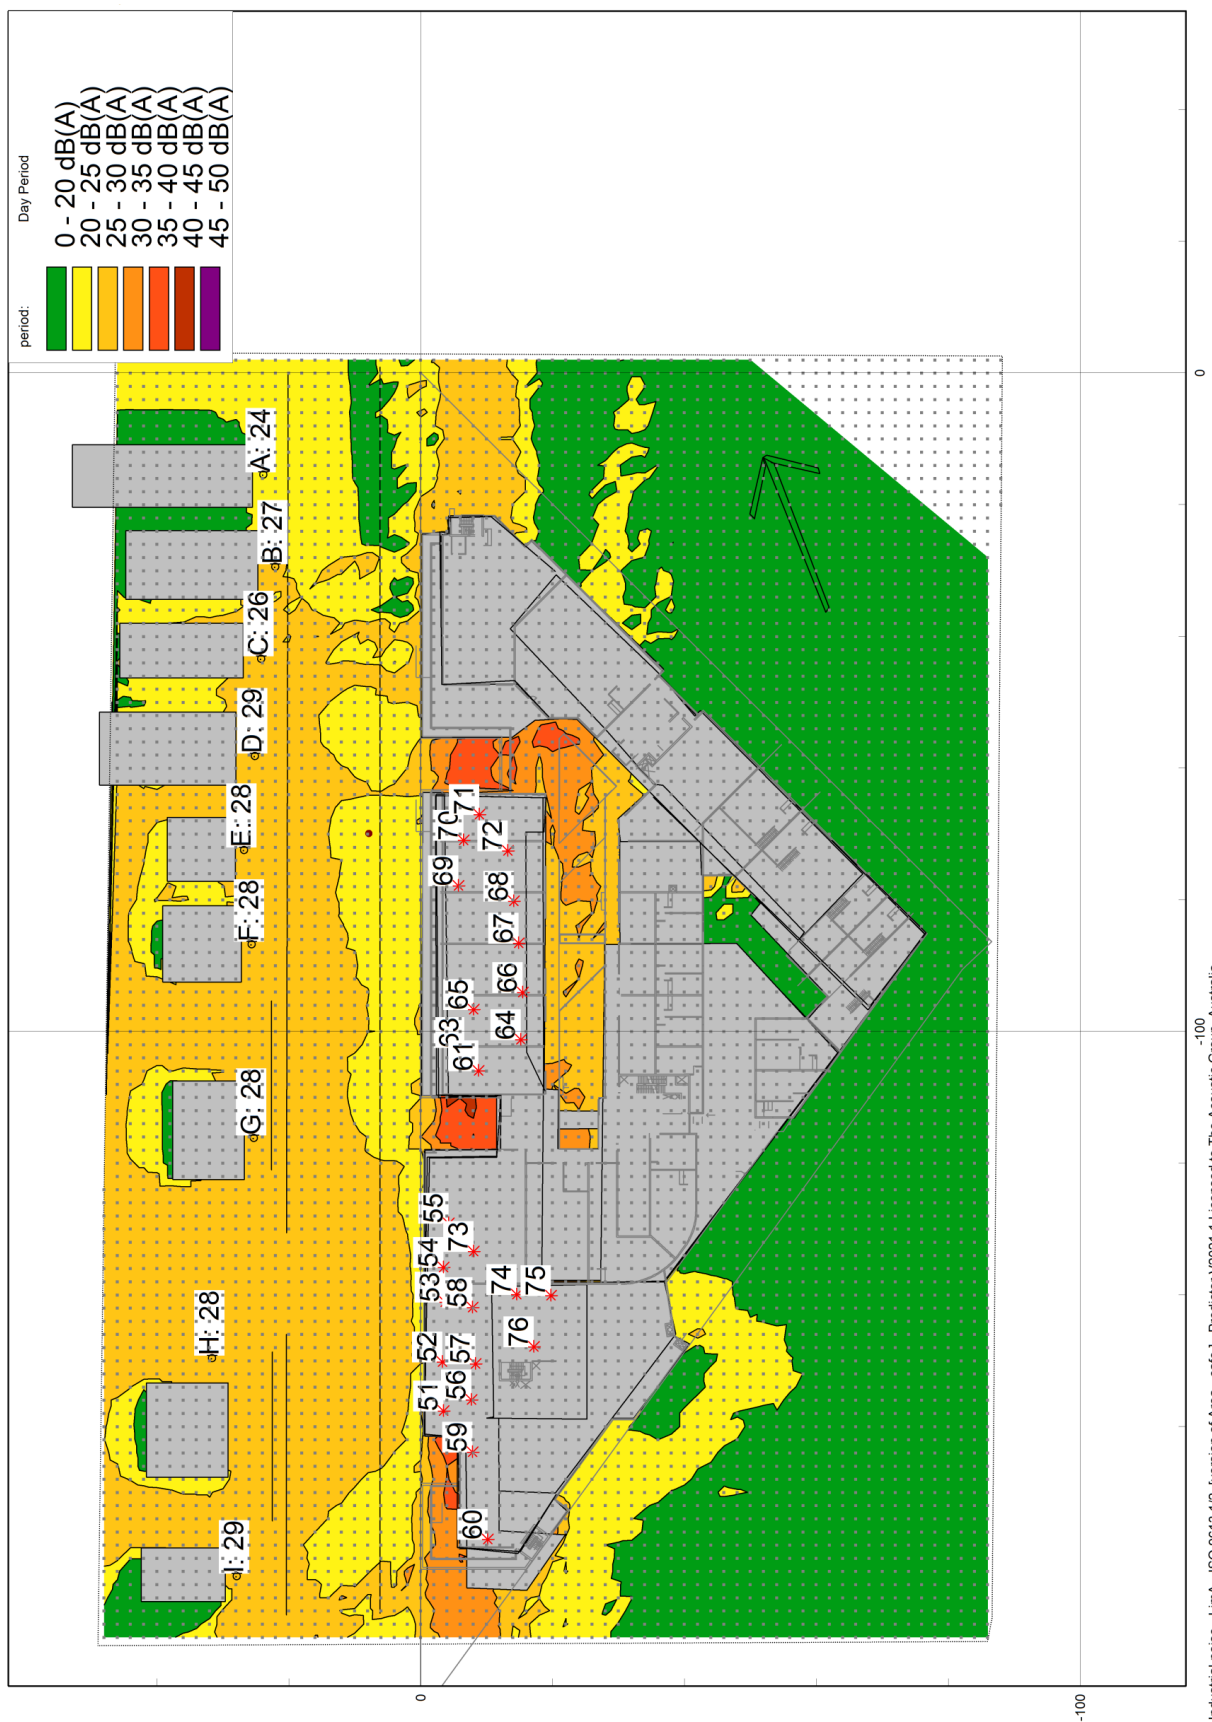 period:
Day Period
0 - 20 dB(A)
20 - 25 dB(A)
25 - 30 dB(A)
30 - 35 dB(A)
35 - 40 dB(A)
40 - 45 dB(A)
45 - 50 dB(A)
A: 24
B: 27
C: 26
D: 29
E: 28
F: 28
G: 28
H: 28
I: 29
51
52
53
54
55
56
57
58
59
60
61
63
64
65
66
67
68
69
70
71
72
73
74
75
76
0
-100
0
-100